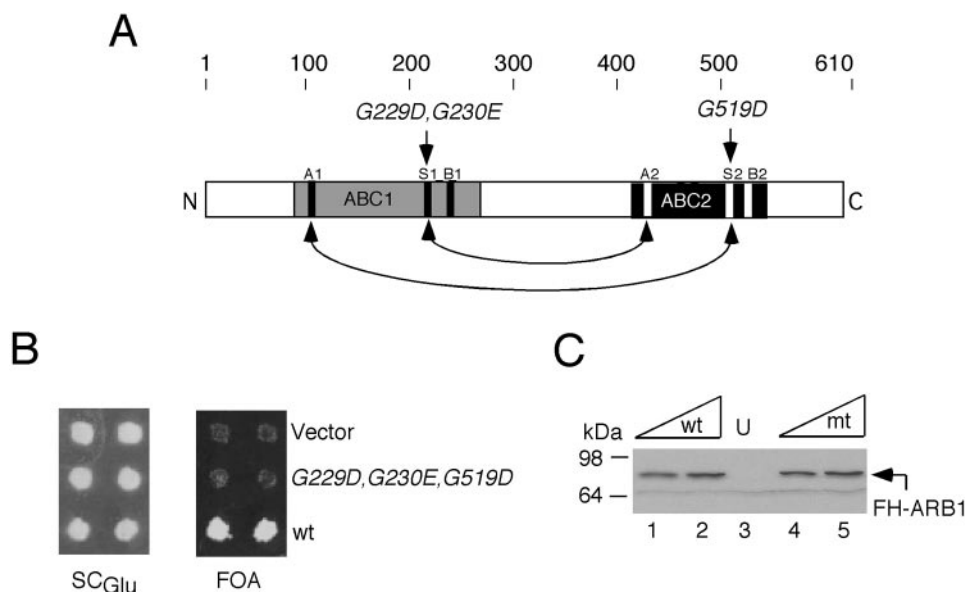 A
1 100 200 300 400 500 610
G229D,G230E G519D
A1 S1 B1 A2 S2 B2
N ABC1 ABC2 C
B
Vector
G229D,G230E,G519D
wt
SCGlu FOA
C
wt U mt
kDa
98
64
FH-ARB1
1 2 3 4 5